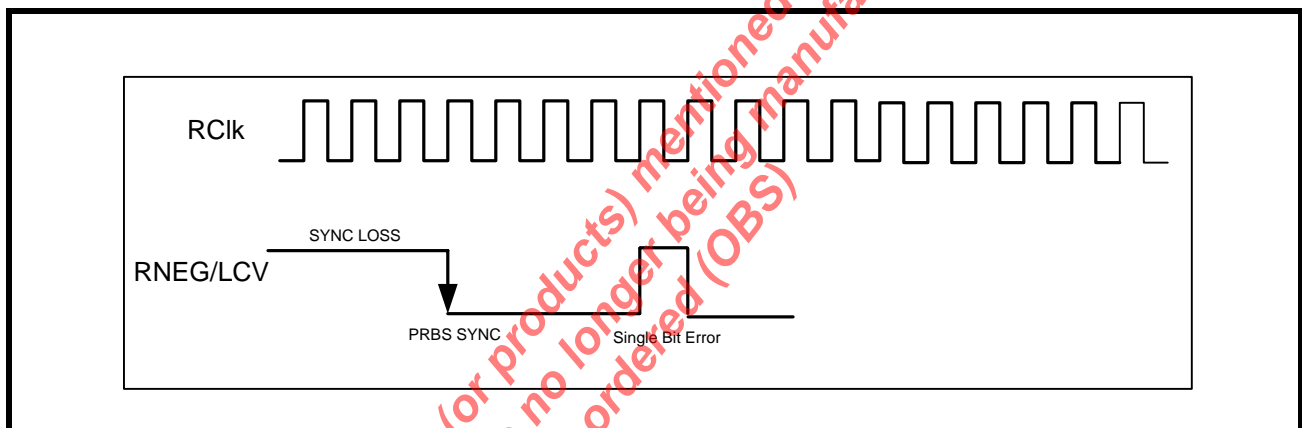 RClk
SYNC LOSS
RNEG/LCV
PRBS SYNC
Single Bit Error
(or products) mentioned
no longer being manufa
ordered (OBS)